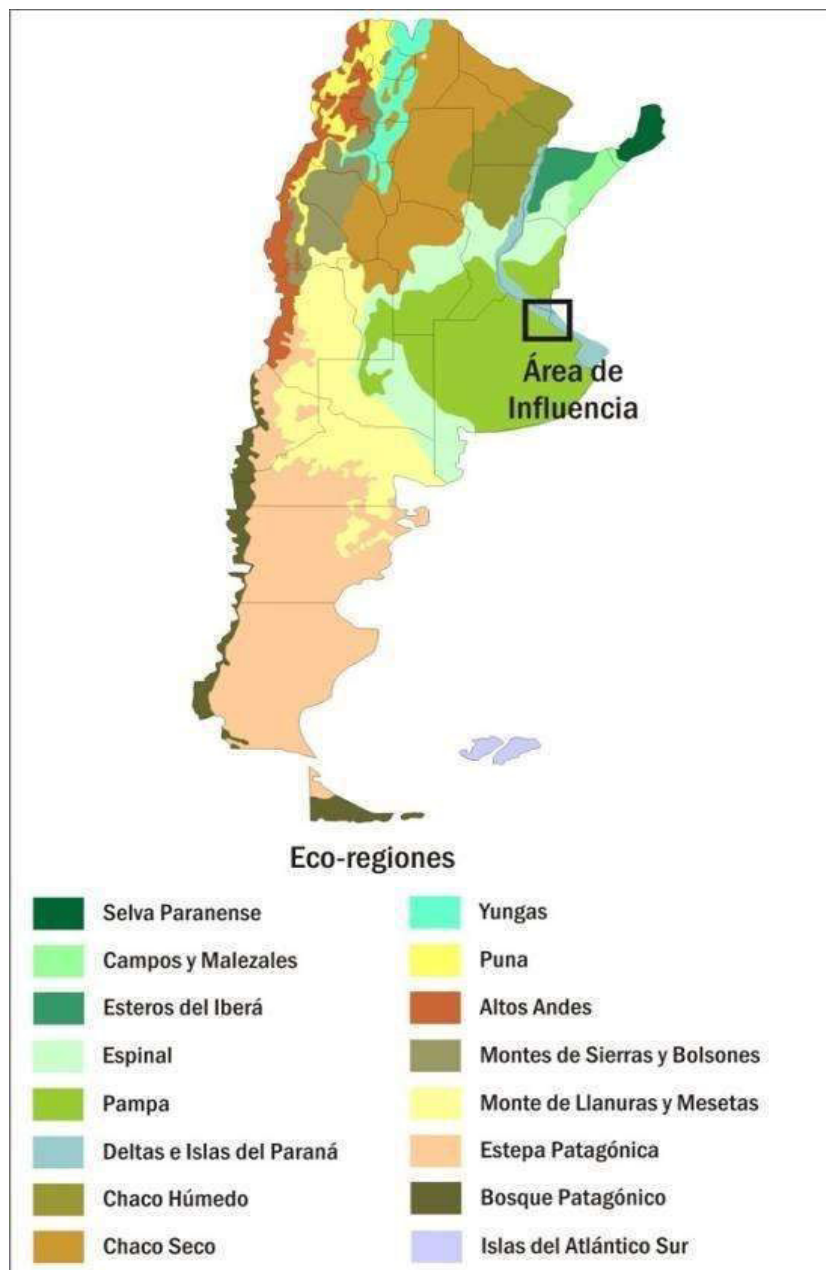 Área de
Influencia
Eco-regiones
Selva Paranense
Campos y Malezales
Esteros del Iberá
Espinal
Pampa
Deltas e Islas del Paraná
Chaco Húmedo
Chaco Seco
Yungas
Puna
Altos Andes
Montes de Sierras y Bolsones
Monte de Llanuras y Mesetas
Estepa Patagónica
Bosque Patagónico
Islas del Atlántico Sur